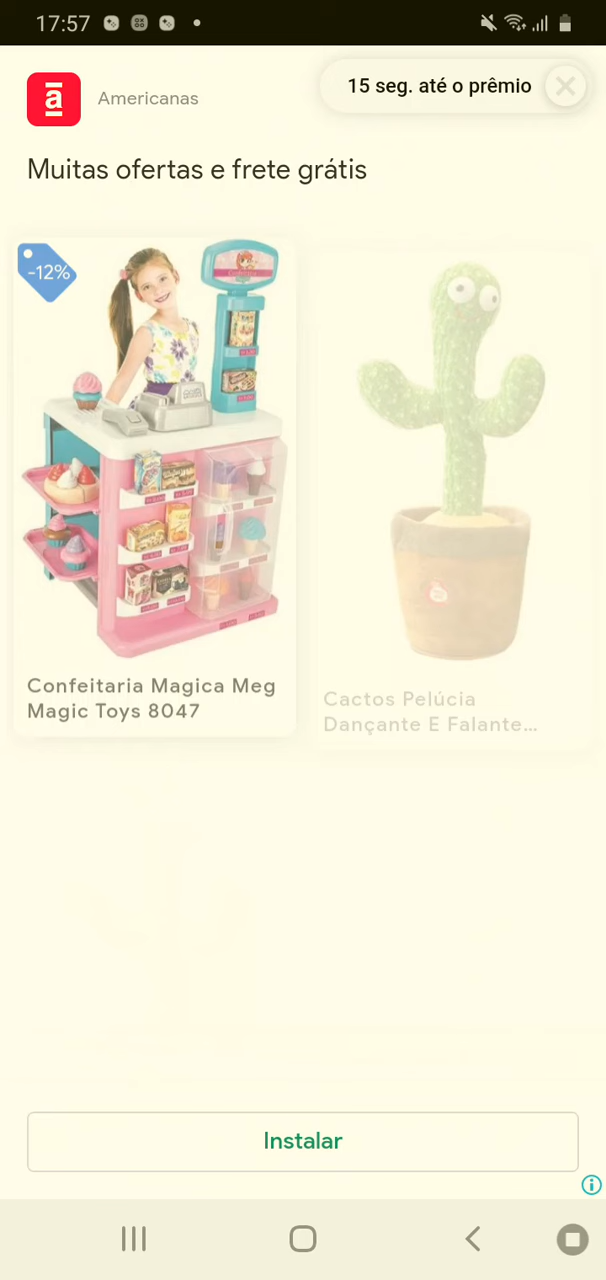 17:57
15 seg. até o prêmio
ā
Americanas
Muitas ofertas e frete grátis
-12%
Confeitaria Magica Meg
Magic Toys 8047
Cactos Pelúcia
Dançante E Falante...
Instalar